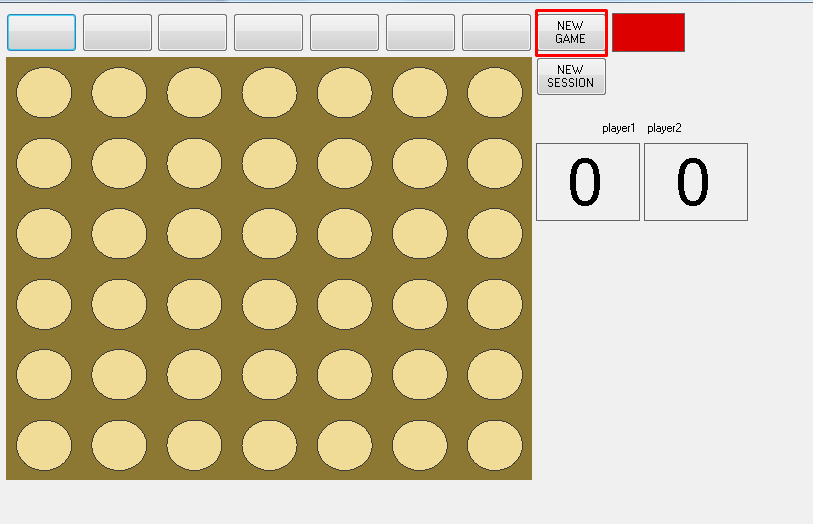 NEW
GAME
NEW
SESSION
player1 player2
0 0